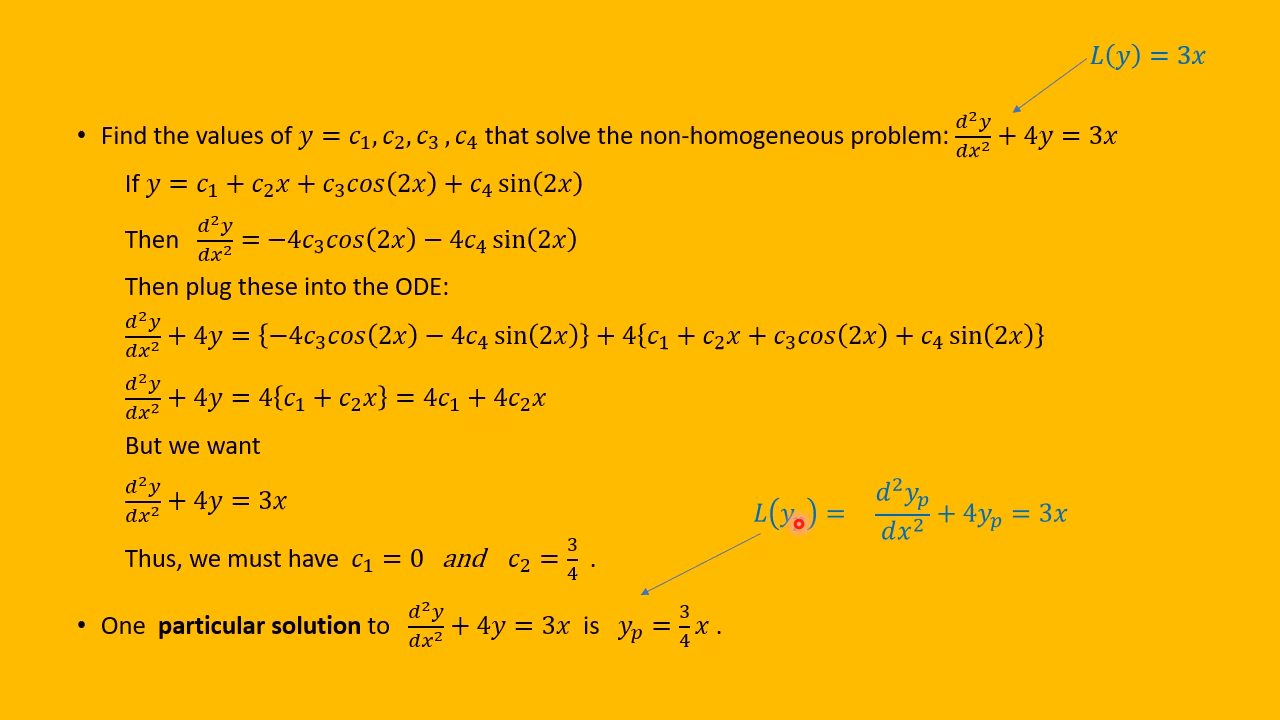 L(y) = 3x
• Find the values of y = c₁, c₂, c₃ , c₄ that solve the non-homogeneous problem: d²y/dx² + 4y = 3x
If y = c₁ + c₂x + c₃cos(2x) + c₄ sin(2x)
Then d²y/dx² = −4c₃cos(2x) − 4c₄ sin(2x)
Then plug these into the ODE:
d²y/dx² + 4y = {−4c₃cos(2x) − 4c₄ sin(2x)} + 4{c₁ + c₂x + c₃cos(2x) + c₄ sin(2x)}
d²y/dx² + 4y = 4{c₁ + c₂x} = 4c₁ + 4c₂x
But we want
d²y/dx² + 4y = 3x
L(y) = d²yₚ/dx² + 4yₚ = 3x
Thus, we must have c₁ = 0 and c₂ = 3/4 .
• One particular solution to d²y/dx² + 4y = 3x is yₚ = 3/4 x .